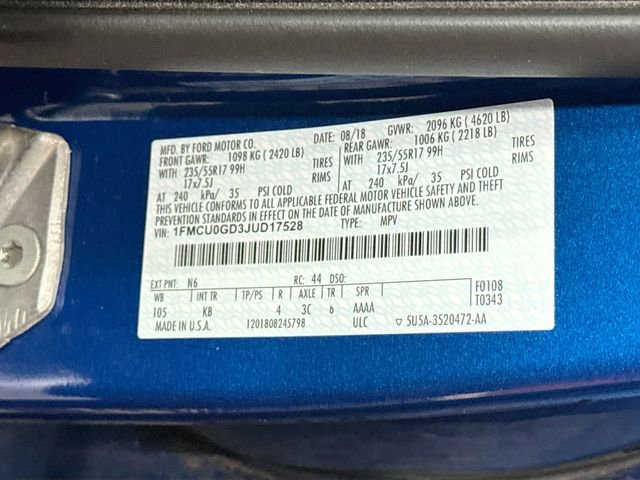 MFD. BY FORD MOTOR CO. DATE: 08/18 GVWR: 2096 KG ( 4620 LB)
FRONT GAWR: 1098 KG ( 2420 LB) REAR GAWR: 1006 KG ( 2218 LB)
WITH 235/55R17 99H TIRES WITH 235/55R17 99H TIRES
17x7.5J RIMS 17x7.5J RIMS
AT 240 kPa/ 35 PSI COLD AT 240 kPa/ 35 PSI COLD
THIS VEHICLE CONFORMS TO ALL APPLICABLE FEDERAL MOTOR VEHICLE SAFETY AND THEFT
PREVENTION STANDARDS IN EFFECT ON THE DATE OF MANUFACTURE SHOWN ABOVE.
VIN: 1FMCU0GD3JUD17528 TYPE: MPV
EXT PNT: N6 RC: 44 DSO: F0108
WB INT TR TP/PS R AXLE TR SPR T0343
105 KB 4 3C 6 AAAA
MADE IN U.S.A. 1201808245798 ULC ▽ 5U5A-3520472-AA